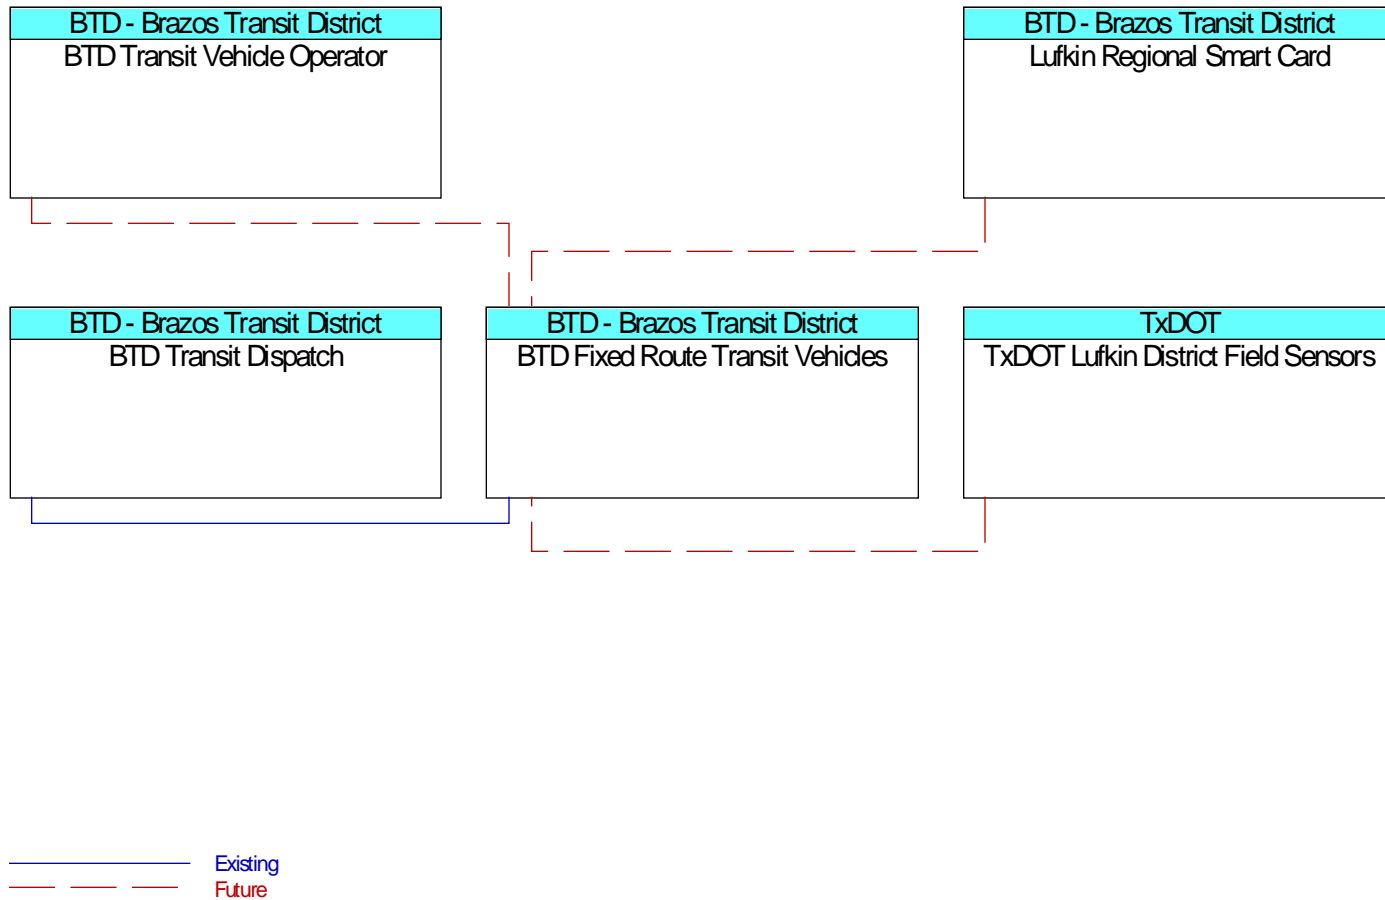 BTD - Brazos Transit District
BTD Transit Vehicle Operator
BTD - Brazos Transit District
Lufkin Regional Smart Card
BTD - Brazos Transit District
BTD Transit Dispatch
BTD - Brazos Transit District
BTD Fixed Route Transit Vehicles
TxDOT
TxDOT Lufkin District Field Sensors
Existing
Future